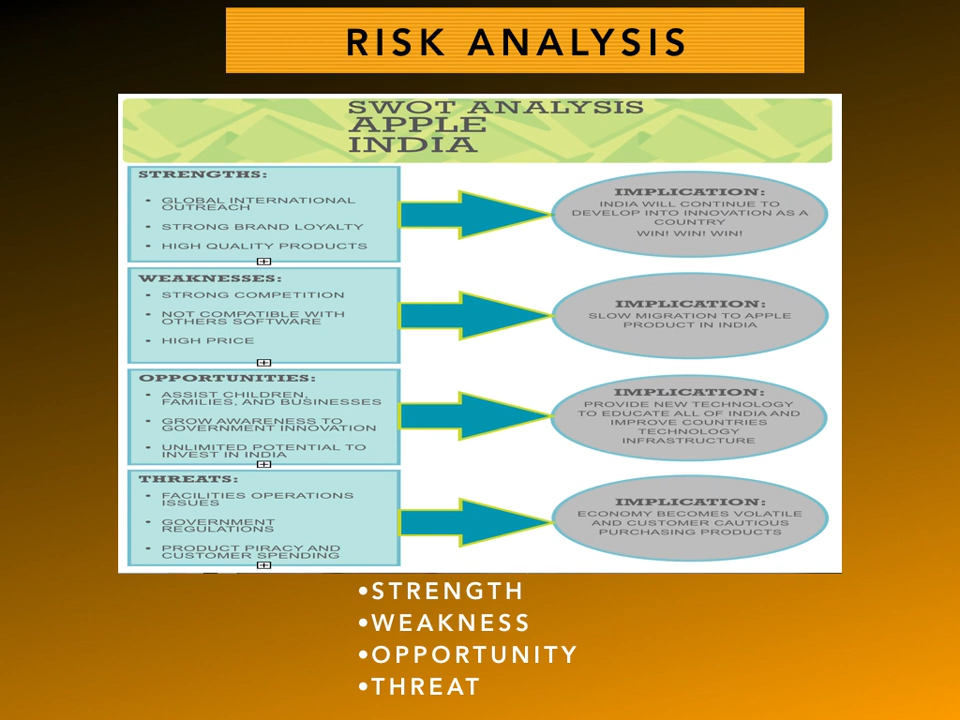 RISK ANALYSIS
SWOT ANALYSIS
APPLE
INDIA
STRENGTHS:
• GLOBAL INTERNATIONAL
OUTREACH
• STRONG BRAND LOYALTY
• HIGH QUALITY PRODUCTS
IMPLICATION:
INDIA WILL CONTINUE TO
DEVELOP INTO INNOVATION AS A
COUNTRY
WIN! WIN! WIN!
WEAKNESSES:
• STRONG COMPETITION
• NOT COMPATIBLE WITH
OTHERS SOFTWARE
• HIGH PRICE
IMPLICATION:
SLOW MIGRATION TO APPLE
PRODUCT IN INDIA
OPPORTUNITIES:
• ASSIST CHILDREN,
FAMILIES, AND BUSINESSES
• GROW AWARENESS TO
GOVERNMENT INNOVATION
• UNLIMITED POTENTIAL TO
INVEST IN INDIA
IMPLICATION:
PROVIDE NEW TECHNOLOGY
TO EDUCATE ALL OF INDIA AND
IMPROVE COUNTRIES
TECHNOLOGY
INFRASTRUCTURE
THREATS:
• FACILITIES OPERATIONS
ISSUES
• GOVERNMENT
REGULATIONS
• PRODUCT PIRACY AND
CUSTOMER SPENDING
IMPLICATION:
ECONOMY BECOMES VOLATILE
AND CUSTOMER CAUTIOUS
PURCHASING PRODUCTS
•STRENGTH
•WEAKNESS
•OPPORTUNITY
•THREAT